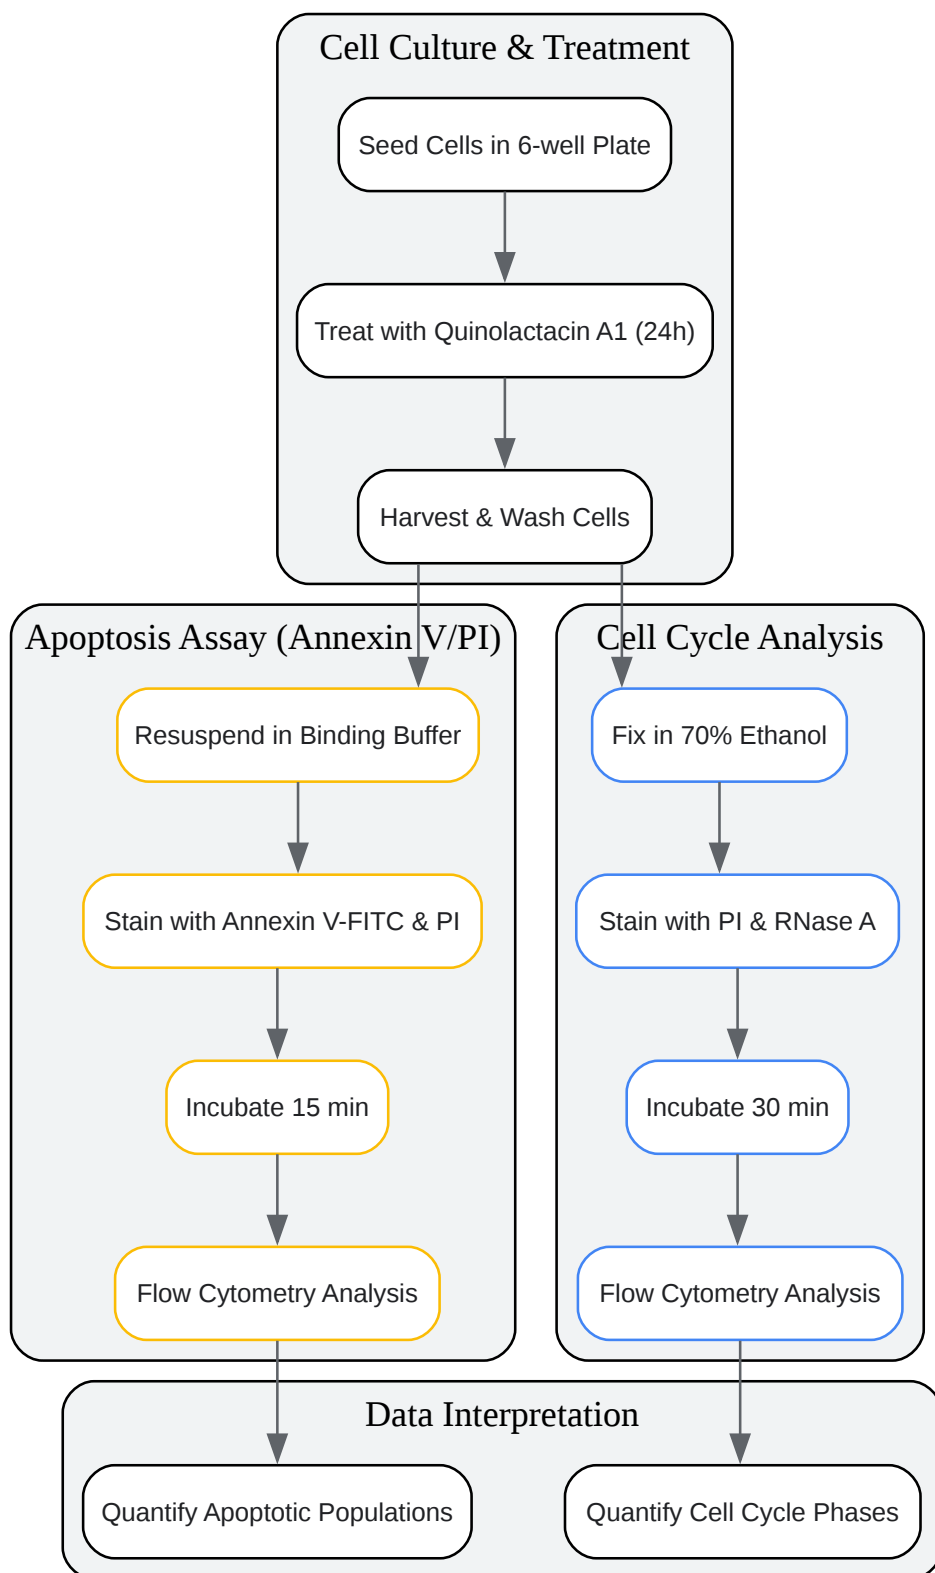 Cell Culture & Treatment
Seed Cells in 6-well Plate
Treat with Quinolactacin A1 (24h)
Harvest & Wash Cells
Apoptosis Assay (Annexin V/PI)
Resuspend in Binding Buffer
Stain with Annexin V-FITC & PI
Incubate 15 min
Flow Cytometry Analysis
Cell Cycle Analysis
Fix in 70% Ethanol
Stain with PI & RNase A
Incubate 30 min
Flow Cytometry Analysis
Data Interpretation
Quantify Apoptotic Populations
Quantify Cell Cycle Phases